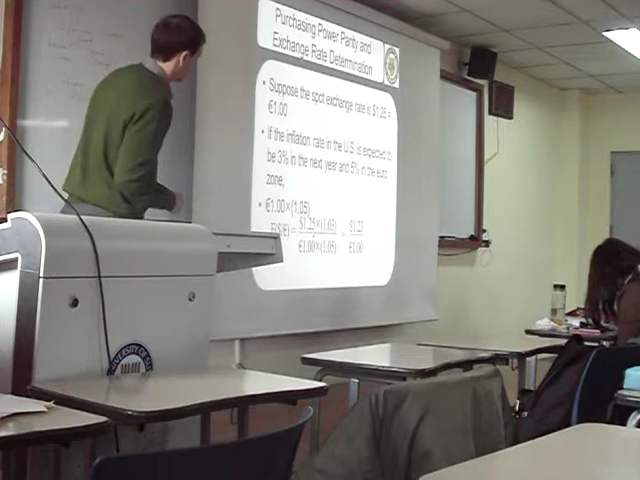 Purchasing Power Parity and
Exchange Rate Determination
• Suppose the spot exchange rate is $1.25 =
€1.00
• If the inflation rate in the U.S. is expected to
be 3% in the next year and 5% in the euro
zone,
• €1.00×(1.05)
F($/€) = $1.25×(1.03) $1.23
€1.00×(1.05) €1.00
UNIVERSITY OF